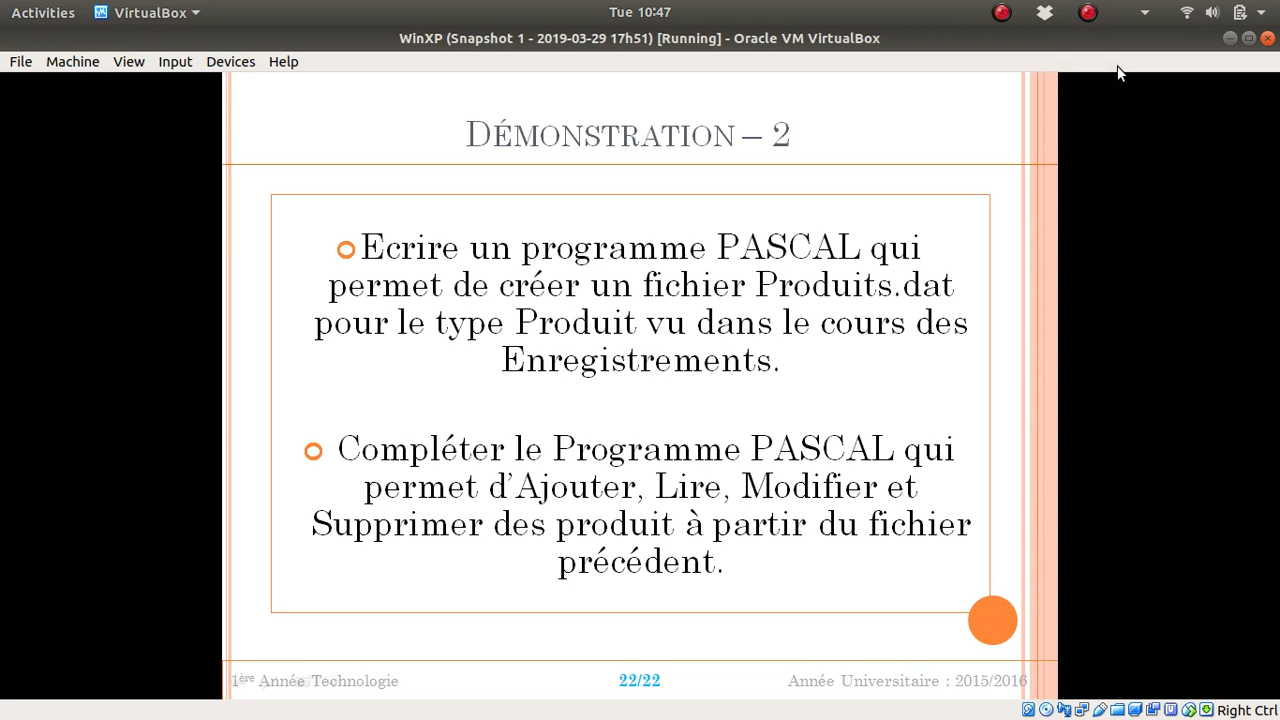 Activities VirtualBox Tue 10:47
WinXP (Snapshot 1 - 2019-03-29 17h51) [Running] - Oracle VM VirtualBox
File Machine View Input Devices Help
DÉMONSTRATION – 2
Ecrire un programme PASCAL qui
permet de créer un fichier Produits.dat
pour le type Produit vu dans le cours des
Enregistrements.
Compléter le Programme PASCAL qui
permet d'Ajouter, Lire, Modifier et
Supprimer des produit à partir du fichier
précédent.
1ère Année Technologie 22/22 Année Universitaire : 2015/2016
Right Ctrl